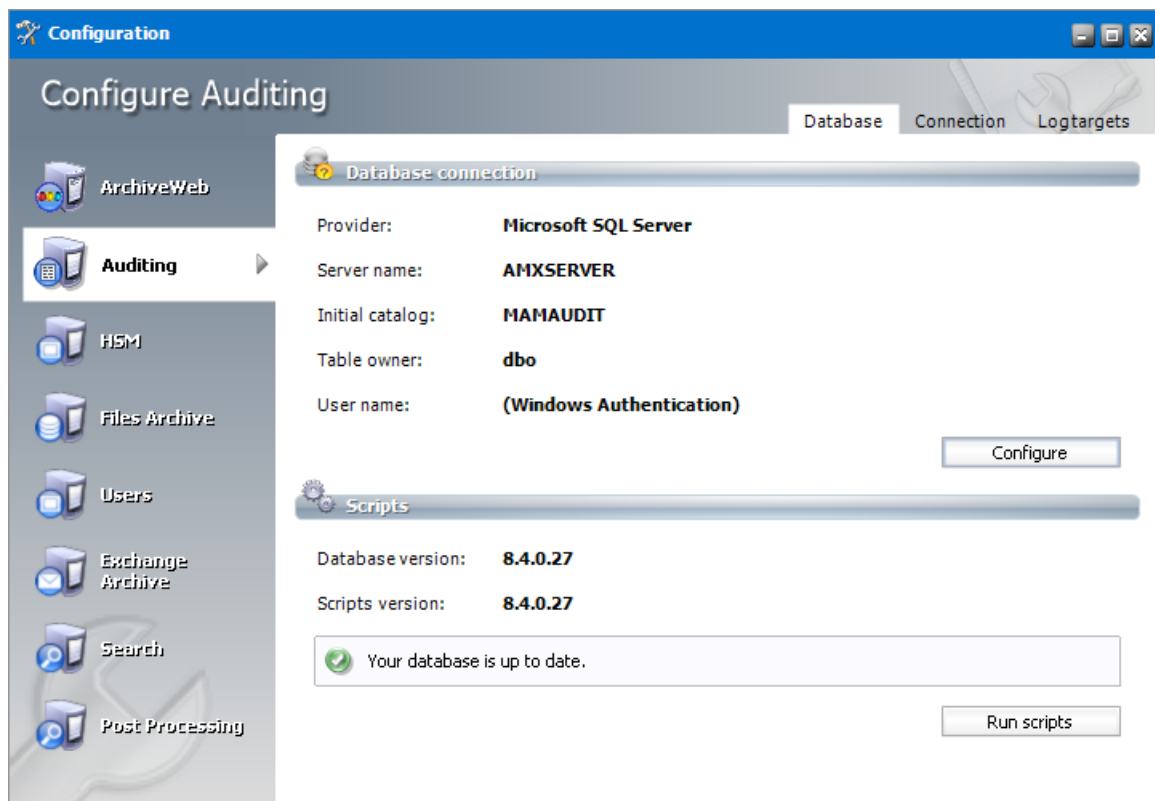 Configuration
Configure Auditing
Database Connection Logtargets
ArchiveWeb
Auditing
HSM
Files Archive
Users
Exchange
Archive
Search
Post Processing
Database connection
Provider: Microsoft SQL Server
Server name: AMXSERVER
Initial catalog: MAMAUDIT
Table owner: dbo
User name: (Windows Authentication)
Configure
Scripts
Database version: 8.4.0.27
Scripts version: 8.4.0.27
Your database is up to date.
Run scripts